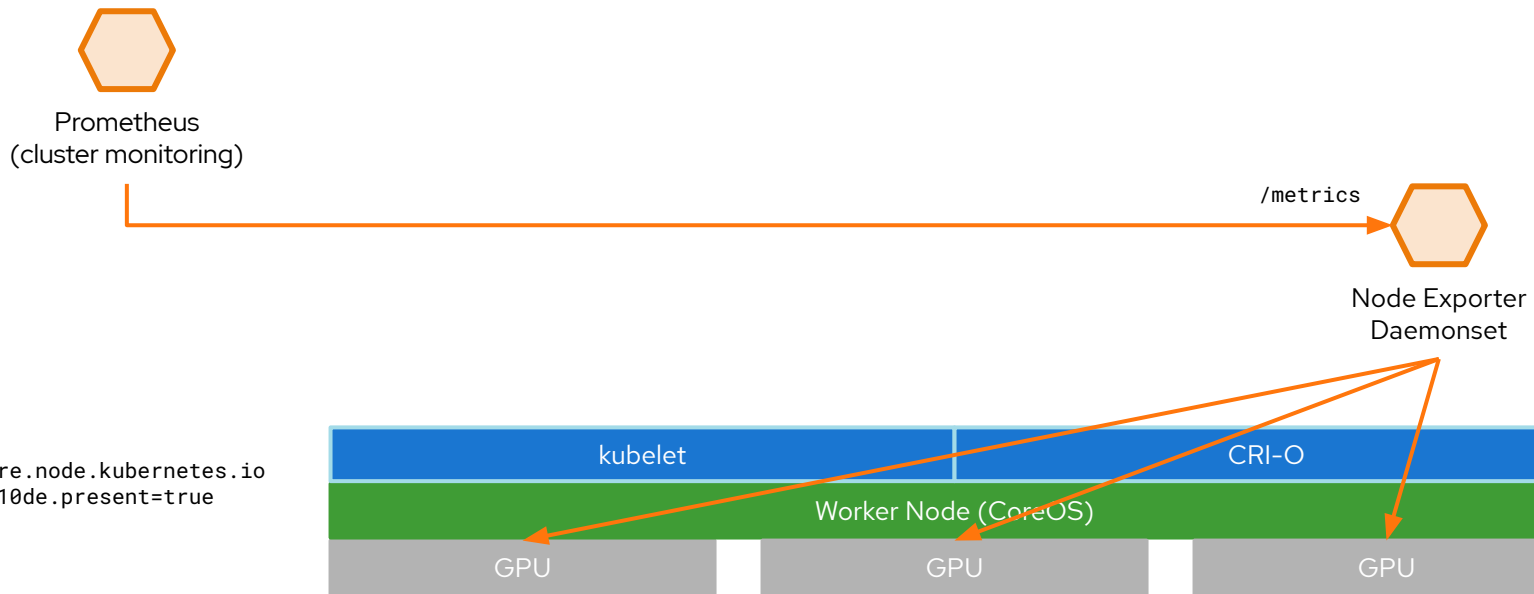 Prometheus
(cluster monitoring)
/metrics
Node Exporter
Daemonset
kubelet
CRI-O
re.node.kubernetes.io
10de.present=true
Worker Node (CoreOS)
GPU
GPU
GPU